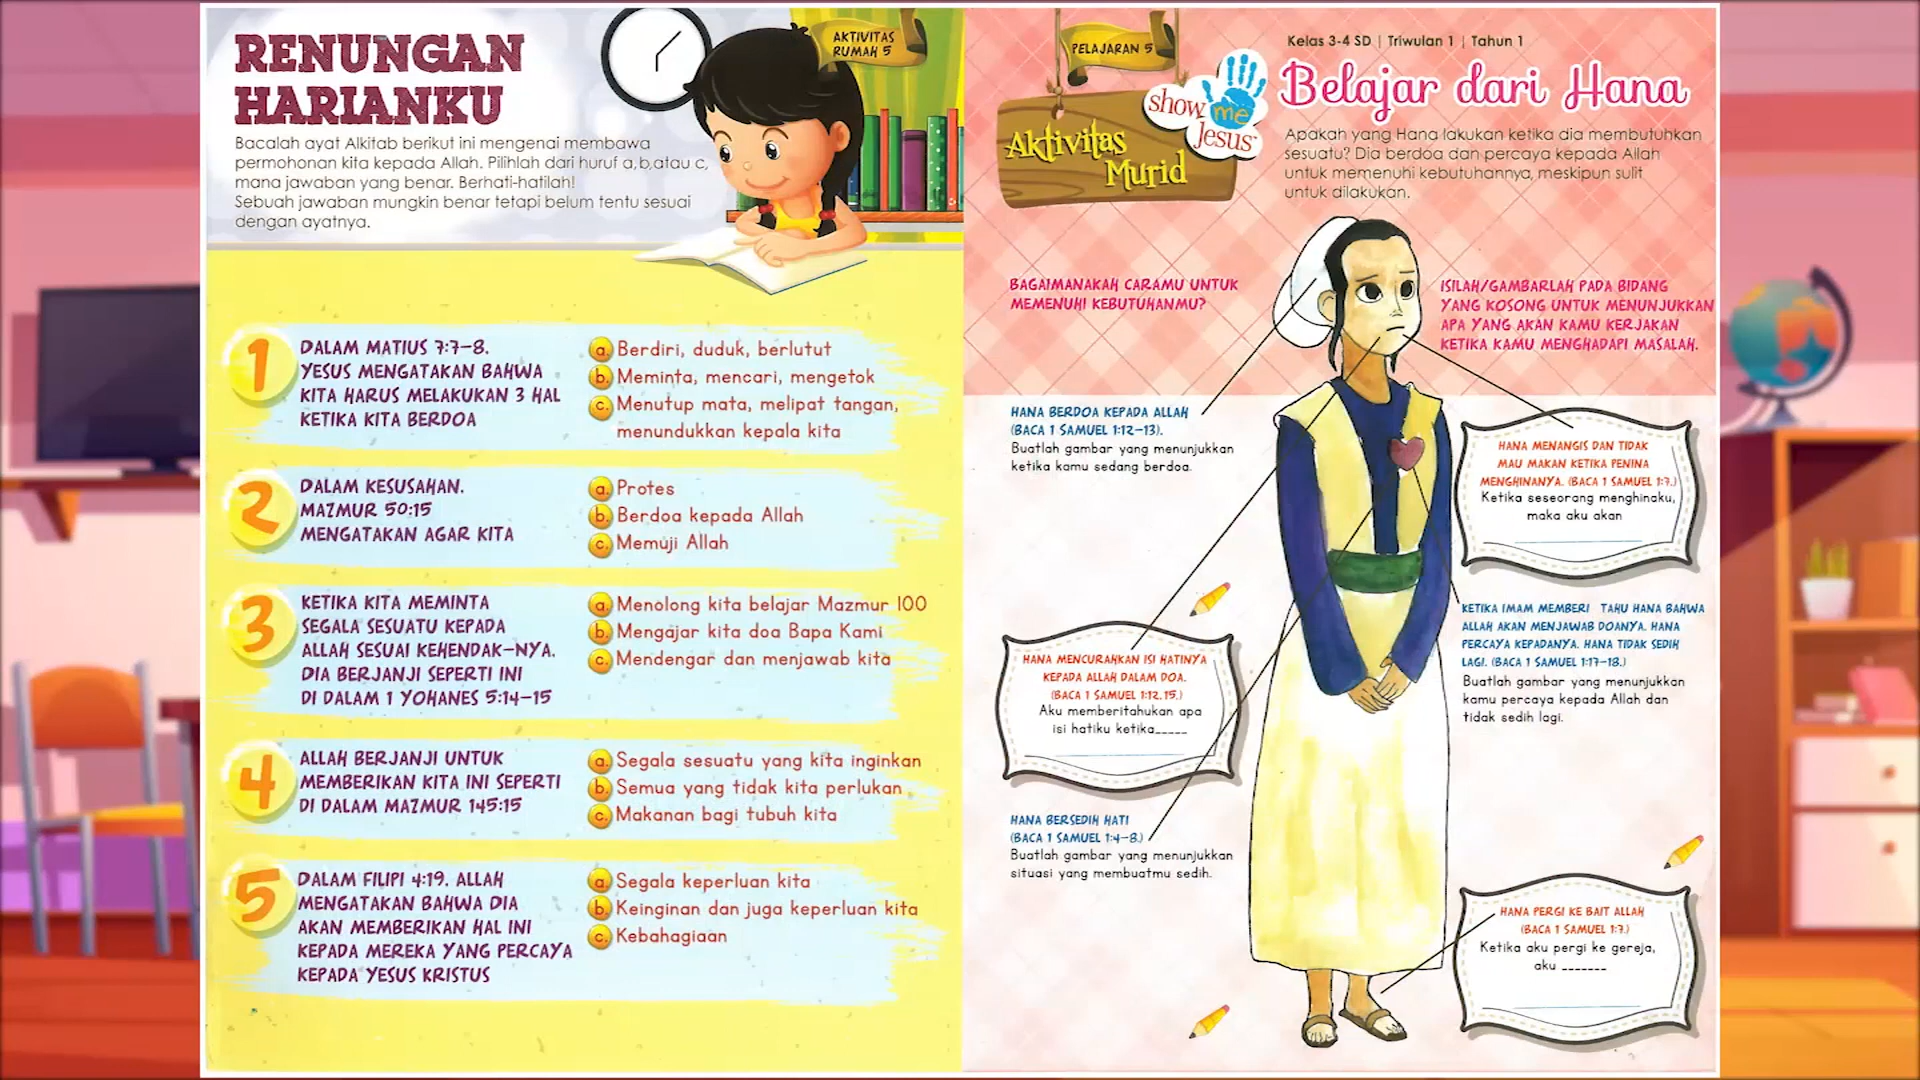 RENUNGAN
HARIANKU
AKTIVITAS
RUMAH 5
Bacalah ayat Alkitab berikut ini mengenai membawa
permohonan kita kepada Allah. Pilihlah dari huruf a,b,atau c,
mana jawaban yang benar. Berhati-hatilah!
Sebuah jawaban mungkin benar tetapi belum tentu sesuai
dengan ayatnya.
1
DALAM MATIUS 7:7-8.
YESUS MENGATAKAN BAHWA
KITA HARUS MELAKUKAN 3 HAL
KETIKA KITA BERDOA
a. Berdiri, duduk, berlutut
b. Meminta, mencari, mengetok
c. Menutup mata, melipat tangan,
menundukkan kepala kita
2
DALAM KESUSAHAN.
MAZMUR 50:15
MENGATAKAN AGAR KITA
a. Protes
b. Berdoa kepada Allah
c. Memuji Allah
3
KETIKA KITA MEMINTA
SEGALA SESUATU KEPADA
ALLAH SESUAI KEHENDAK-NYA.
DIA BERJANJI SEPERTI INI
DI DALAM 1 YOHANES 5:14-15
a. Menolong kita belajar Mazmur 100
b. Mengajar kita doa Bapa Kami
c. Mendengar dan menjawab kita
4
ALLAH BERJANJI UNTUK
MEMBERIKAN KITA INI SEPERTI
DI DALAM MAZMUR 145:15
a. Segala sesuatu yang kita inginkan
b. Semua yang tidak kita perlukan
c. Makanan bagi tubuh kita
5
DALAM FILIPI 4:19. ALLAH
MENGATAKAN BAHWA DIA
AKAN MEMBERIKAN HAL INI
KEPADA MEREKA YANG PERCAYA
KEPADA YESUS KRISTUS
a. Segala keperluan kita
b. Keinginan dan juga keperluan kita
c. Kebahagiaan
PELAJARAN 5
Aktivitas
Murid
show me
Jesus
Kelas 3-4 SD | Triwulan 1 | Tahun 1
Belajar dari Hana
Apakah yang Hana lakukan ketika dia membutuhkan
sesuatu? Dia berdoa dan percaya kepada Allah
untuk memenuhi kebutuhannya, meskipun sulit
untuk dilakukan.
BAGAIMANAKAH CARAMU UNTUK
MEMENUHI KEBUTUHANMU?
ISILAH/GAMBARLAH PADA BIDANG
YANG KOSONG UNTUK MENUNJUKKAN
APA YANG AKAN KAMU KERJAKAN
KETIKA KAMU MENGHADAPI MASALAH.
HANA BERDOA KEPADA ALLAH
(BACA 1 SAMUEL 1:12-13).
Buatlah gambar yang menunjukkan
ketika kamu sedang berdoa.
HANA MENANGIS DAN TIDAK
MAU MAKAN KETIKA PENINA
MENGHINANYA. (BACA 1 SAMUEL 1:7.)
Ketika seseorang menghinaku,
maka aku akan
HANA MENCURAHKAN ISI HATINYA
KEPADA ALLAH DALAM DOA.
(BACA 1 SAMUEL 1:12,15.)
Aku memberitahukan apa
isi hatiku ketika_____
KETIKA IMAM MEMBERI TAHU HANA BAHWA
ALLAH AKAN MENJAWAB DOANYA. HANA
PERCAYA KEPADANYA. HANA TIDAK SEDIH
LAGI. (BACA 1 SAMUEL 1:17-18.)
Buatlah gambar yang menunjukkan
kamu percaya kepada Allah dan
tidak sedih lagi.
HANA BERSEDIH HATI
(BACA 1 SAMUEL 1:4-8.)
Buatlah gambar yang menunjukkan
situasi yang membuatmu sedih.
HANA PERGI KE BAIT ALLAH
(BACA 1 SAMUEL 1:7.)
Ketika aku pergi ke gereja,
aku _______